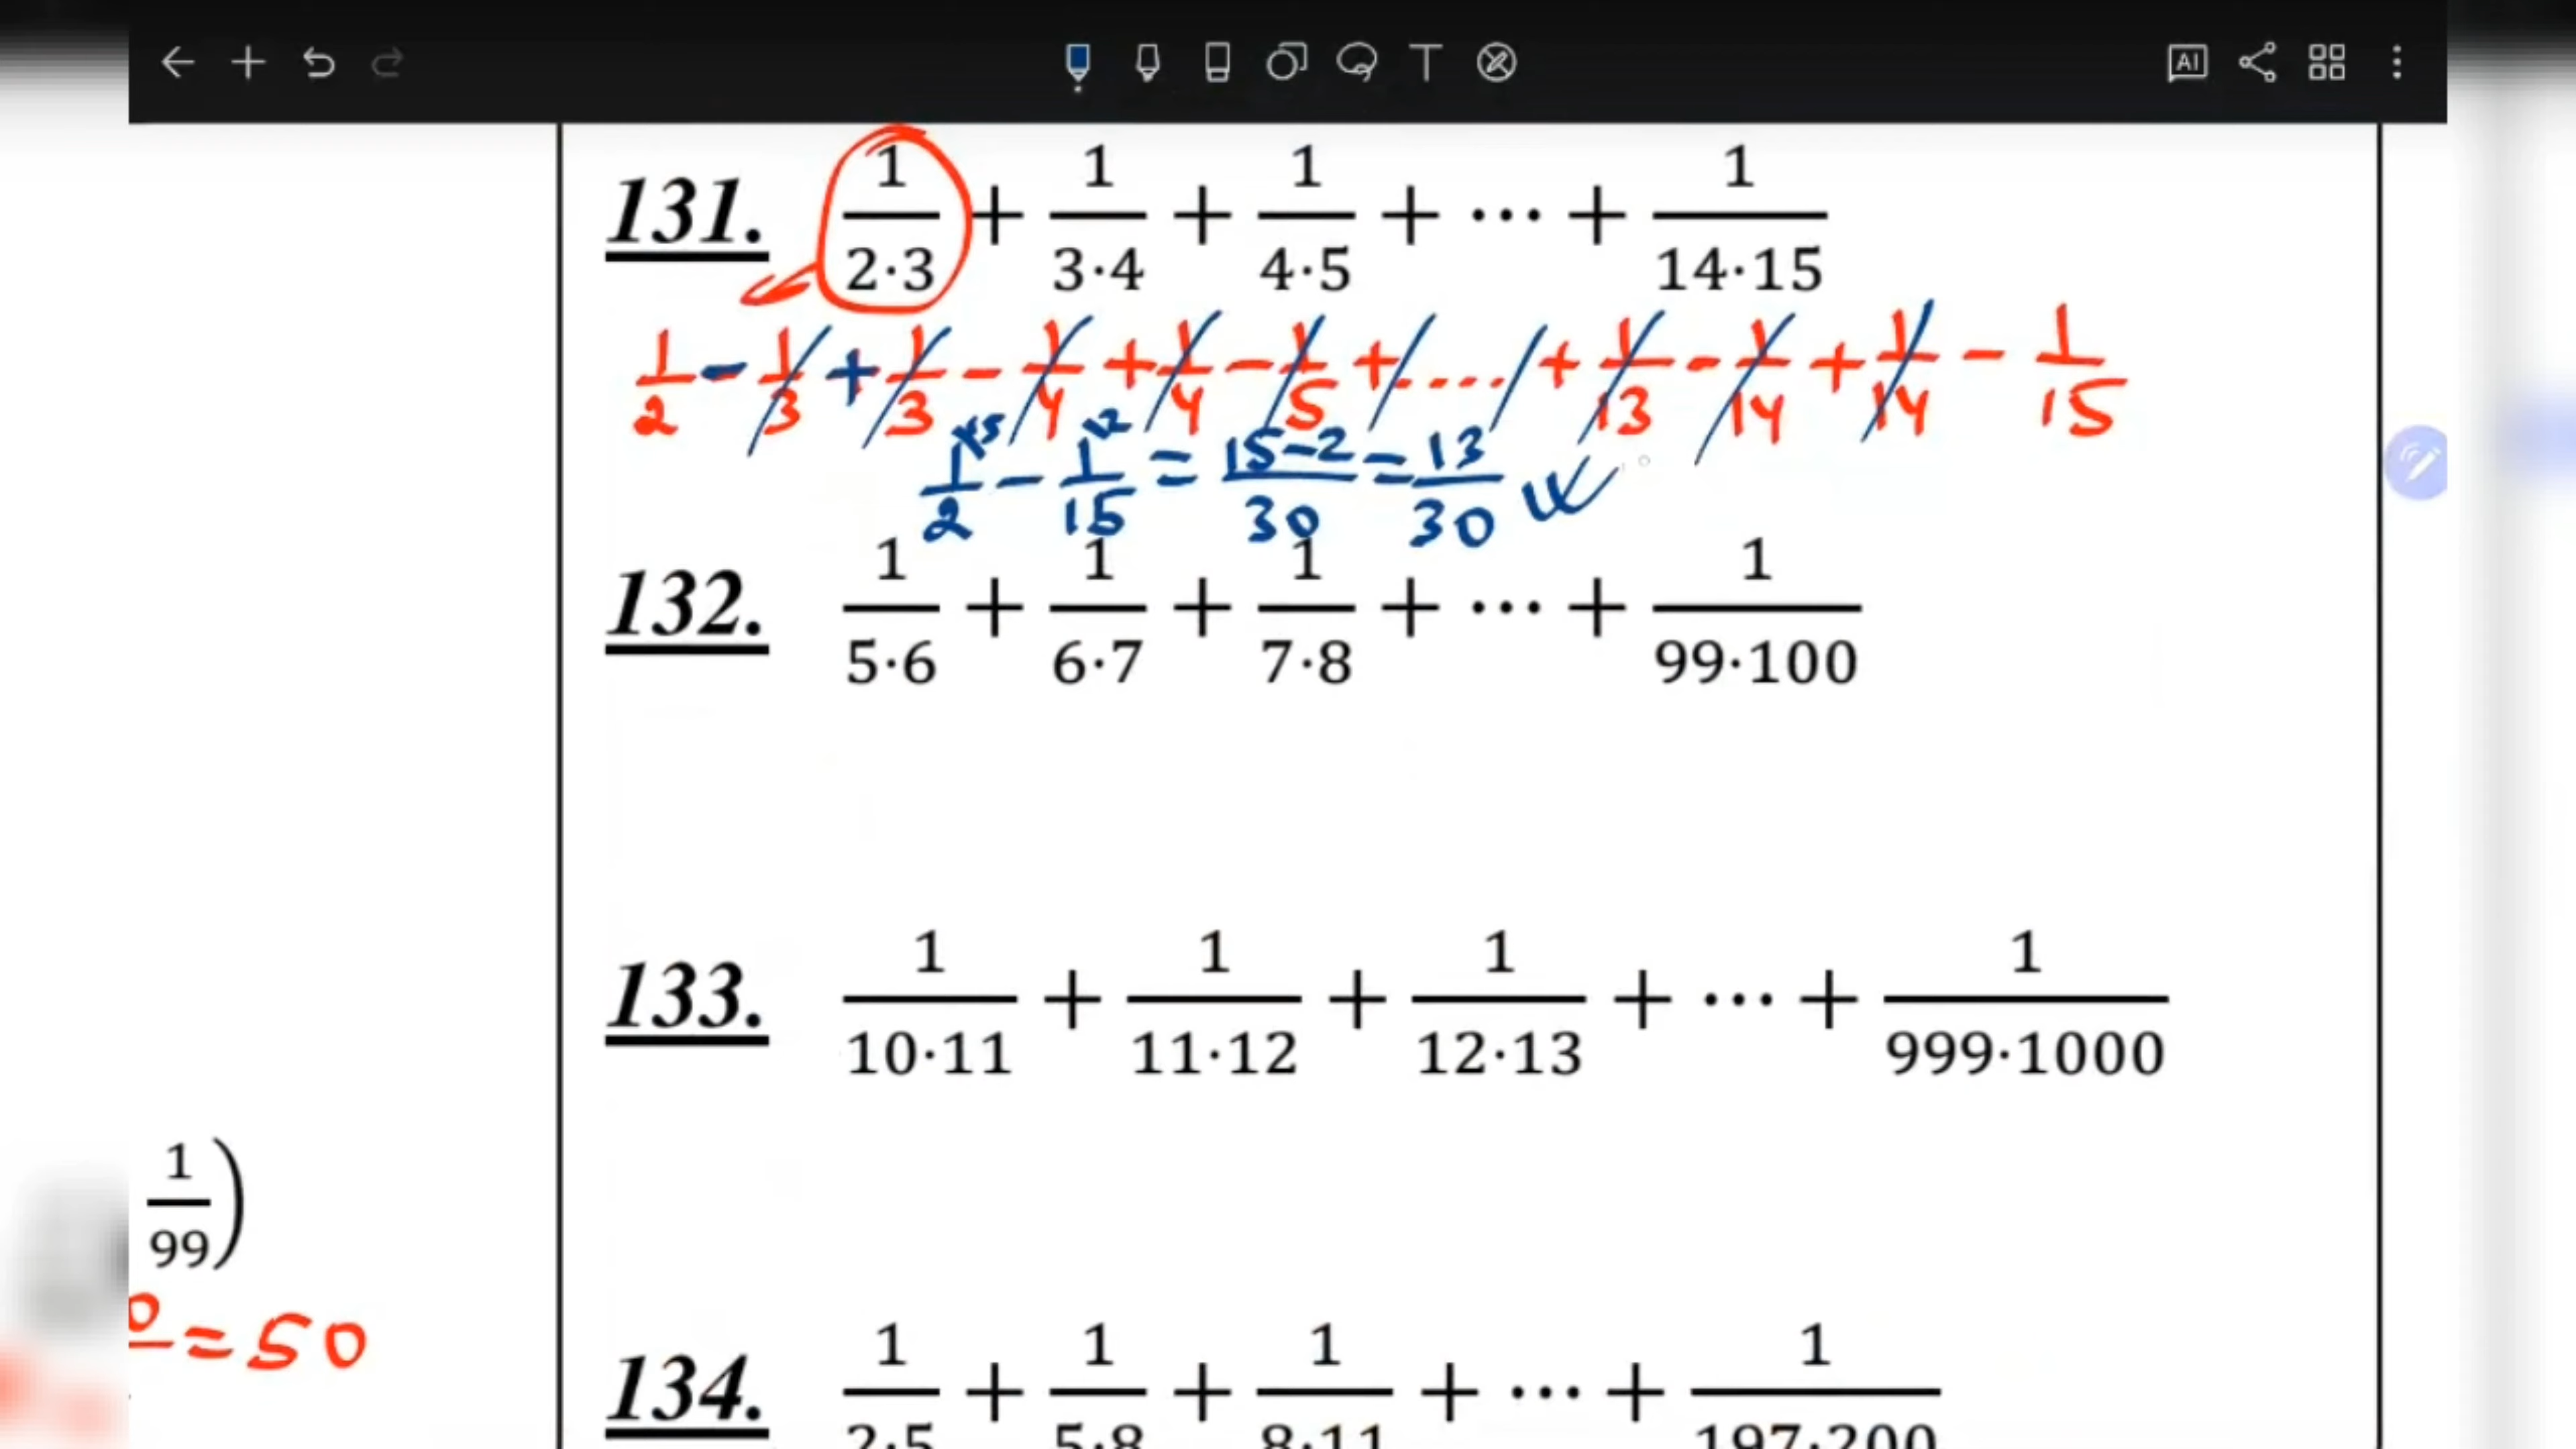 AI
131. 1/2·3 + 1/3·4 + 1/4·5 + ⋯ + 1/14·15
1/2 - 1/3 + 1/3 - 1/4 + 1/4 - 1/5 + .... + 1/13 - 1/14 + 1/14 - 1/15
1/2 - 1/15 = 15-2/30 = 13/30
132. 1/5·6 + 1/6·7 + 1/7·8 + ⋯ + 1/99·100
133. 1/10·11 + 1/11·12 + 1/12·13 + ⋯ + 1/999·1000
1/99)
= 50
134. 1/2·5 + 1/5·8 + 1/8·11 + ⋯ + 1/197·200